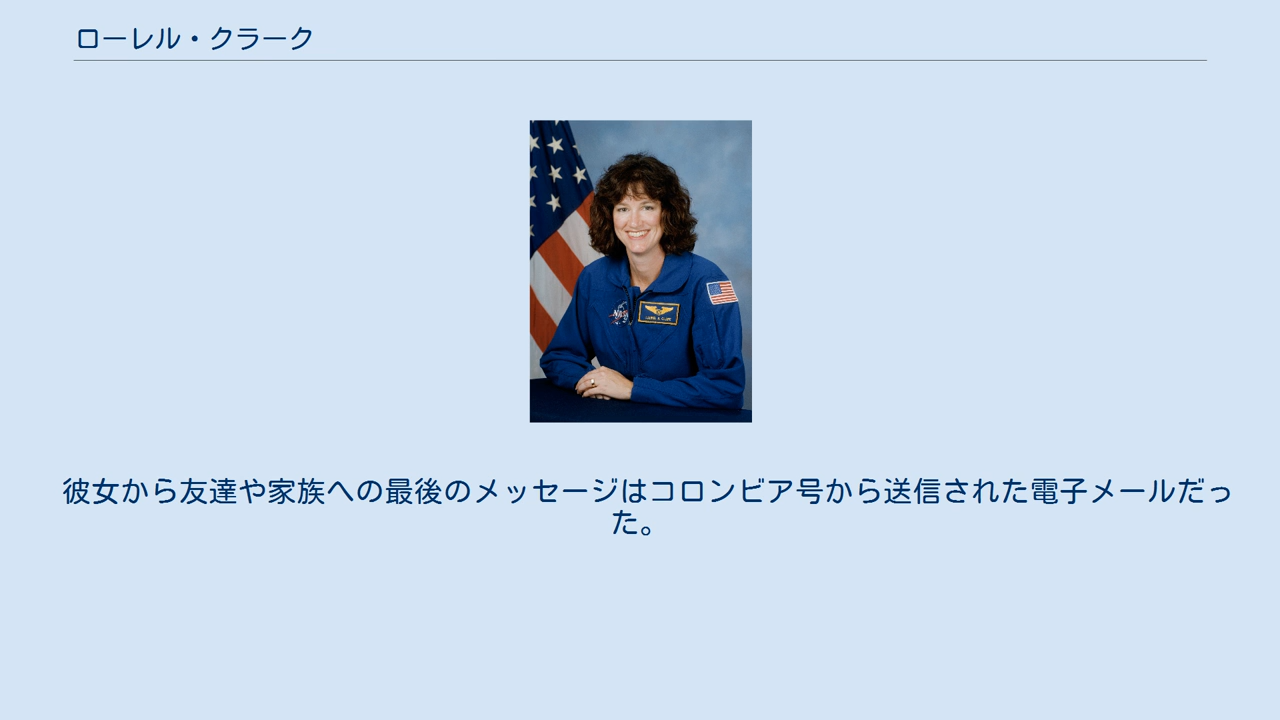 ローレル・クラーク
NASA
彼女から友達や家族への最後のメッセージはコロンビア号から送信された電子メールだっ
た。